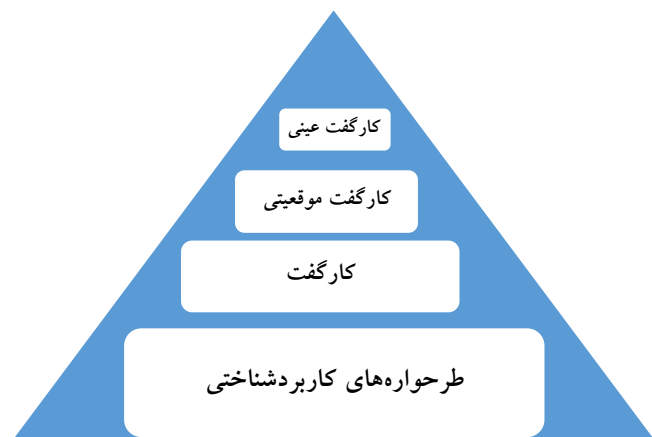 کارگفت عینی
کارگفت موقعیتی
کارگفت
طرحواره‌های کاربردشناختی